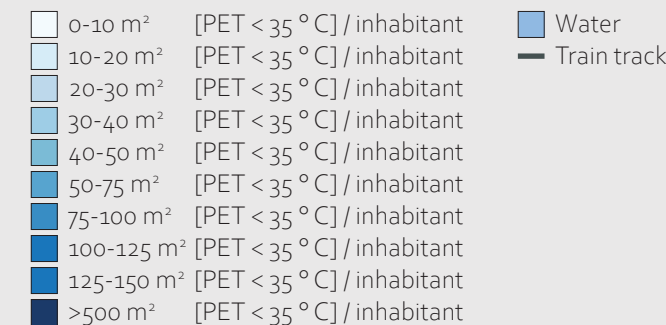 0-10 m² [PET < 35 °C] / inhabitant
10-20 m² [PET < 35 °C] / inhabitant
20-30 m² [PET < 35 °C] / inhabitant
30-40 m² [PET < 35 °C] / inhabitant
40-50 m² [PET < 35 °C] / inhabitant
50-75 m² [PET < 35 °C] / inhabitant
75-100 m² [PET < 35 °C] / inhabitant
100-125 m² [PET < 35 °C] / inhabitant
125-150 m² [PET < 35 °C] / inhabitant
>500 m² [PET < 35 °C] / inhabitant
Water
Train track